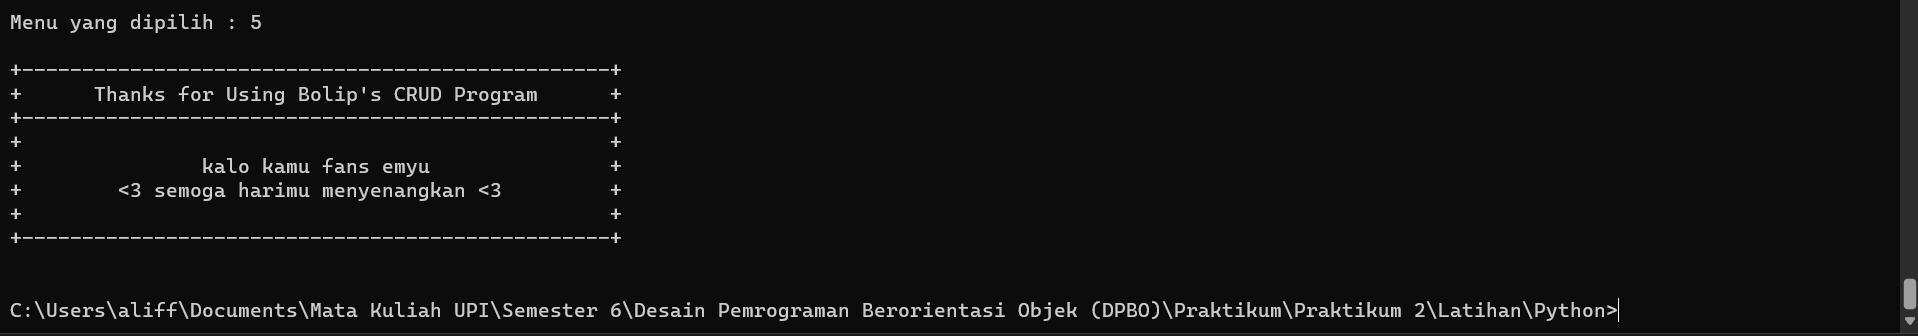 Menu yang dipilih : 5
+-------------------------------------------------+
+      Thanks for Using Bolip's CRUD Program      +
+-------------------------------------------------+
+                                                 +
+               kalo kamu fans emyu               +
+        <3 semoga harimu menyenangkan <3         +
+                                                 +
+-------------------------------------------------+
C:\Users\aliff\Documents\Mata Kuliah UPI\Semester 6\Desain Pemrograman Berorientasi Objek (DPBO)\Praktikum\Praktikum 2\Latihan\Python>